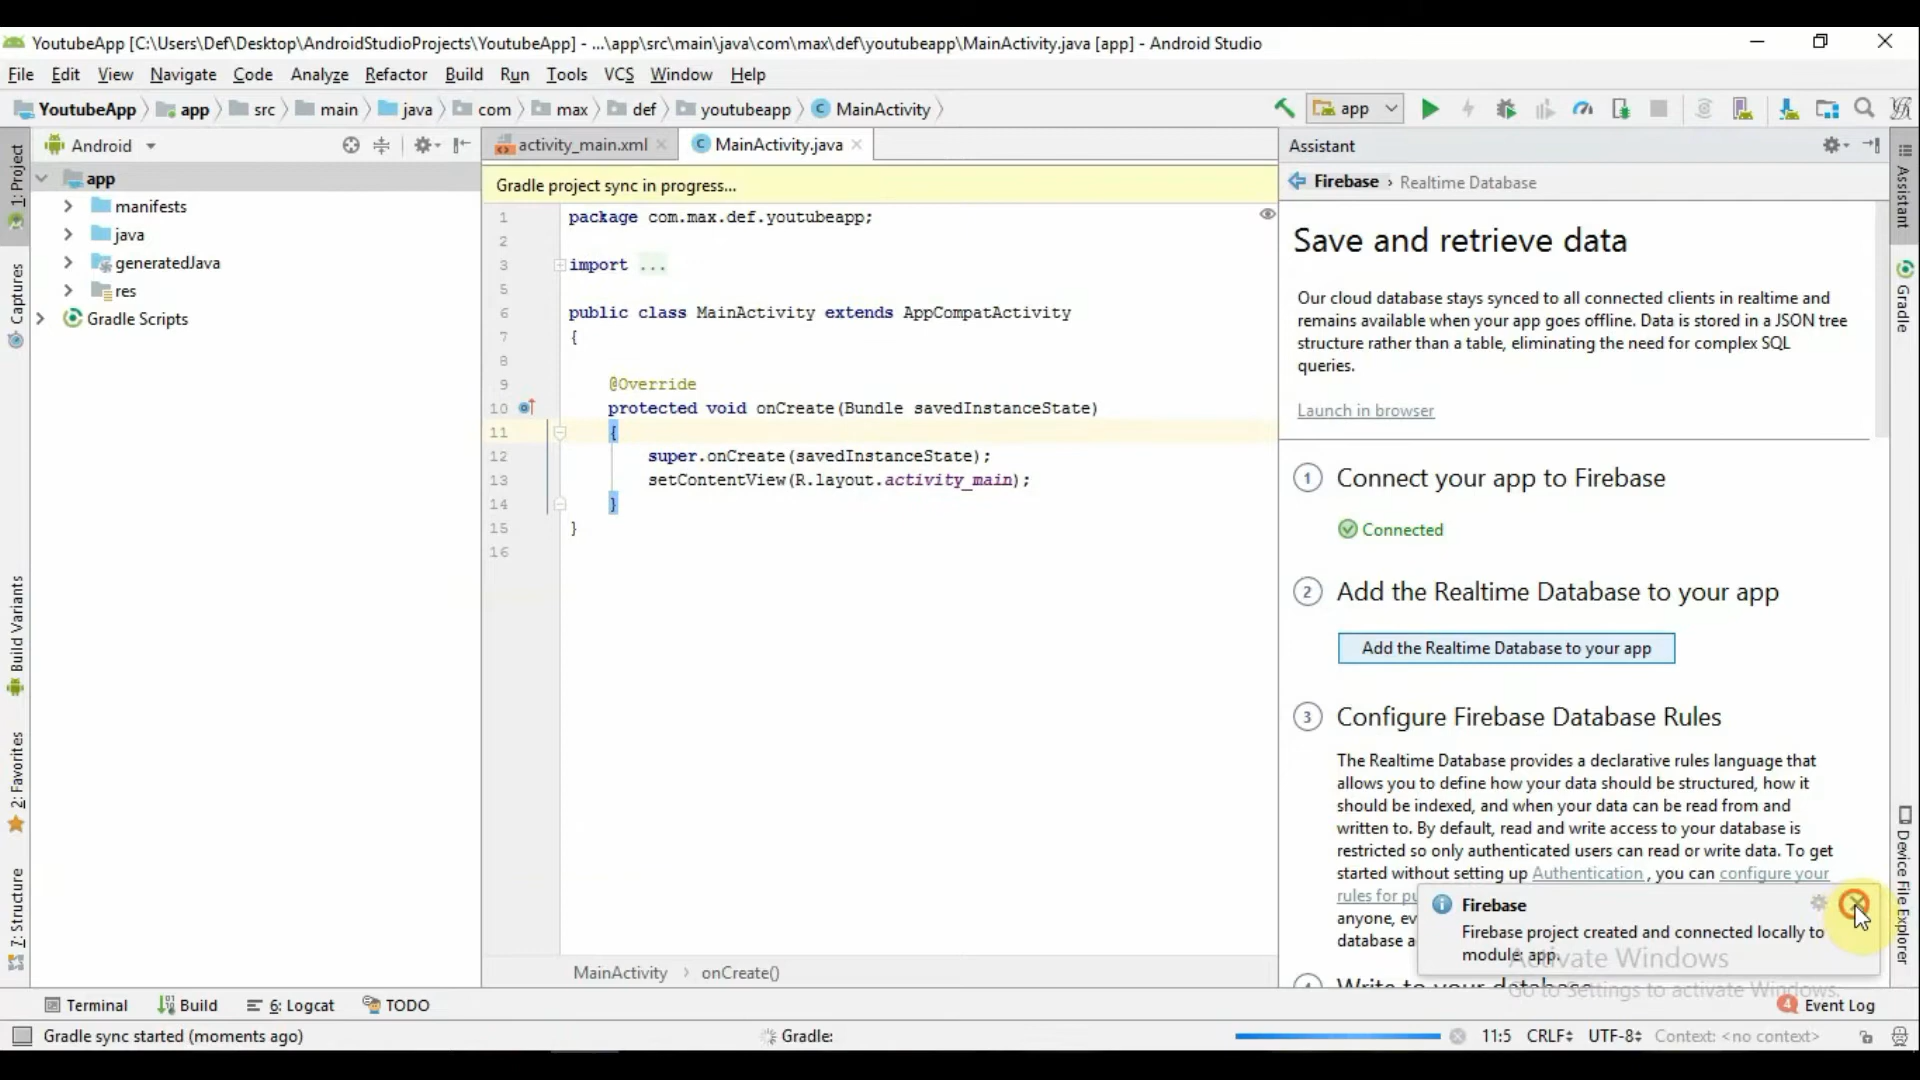 YoutubeApp [C:\Users\Def\Desktop\AndroidStudioProjects\YoutubeApp] - ...\app\src\main\java\com\max\def\youtubeapp\MainActivity.java [app] - Android Studio
File Edit View Navigate Code Analyze Refactor Build Run Tools VCS Window Help
YoutubeApp app src main java com max def youtubeapp MainActivity
app
1: Project
Captures
Build Variants
2: Favorites
7: Structure
Android
app
manifests
java
generatedJava
res
Gradle Scripts
activity_main.xml
MainActivity.java
Gradle project sync in progress...
1 package com.max.def.youtubeapp;
2
3 import ...
5
6 public class MainActivity extends AppCompatActivity
7 {
8
9 @Override
10 protected void onCreate(Bundle savedInstanceState)
11 {
12 super.onCreate(savedInstanceState);
13 setContentView(R.layout.activity_main);
14 }
15 }
16
MainActivity › onCreate()
Assistant
Firebase › Realtime Database
Save and retrieve data
Our cloud database stays synced to all connected clients in realtime and
remains available when your app goes offline. Data is stored in a JSON tree
structure rather than a table, eliminating the need for complex SQL
queries.
Launch in browser
1 Connect your app to Firebase
Connected
2 Add the Realtime Database to your app
Add the Realtime Database to your app
3 Configure Firebase Database Rules
The Realtime Database provides a declarative rules language that
allows you to define how your data should be structured, how it
should be indexed, and when your data can be read from and
written to. By default, read and write access to your database is
restricted so only authenticated users can read or write data. To get
started without setting up Authentication, you can configure your
rules for pu
anyone, ev
database a
Firebase
Firebase project created and connected locally to
module: app.
Write to your database
Activate Windows
Go to Settings to activate Windows.
Assistant
Gradle
Device File Explorer
Terminal Build 6: Logcat TODO
4 Event Log
Gradle sync started (moments ago)
Gradle:
11:5 CRLF UTF-8 Context: <no context>